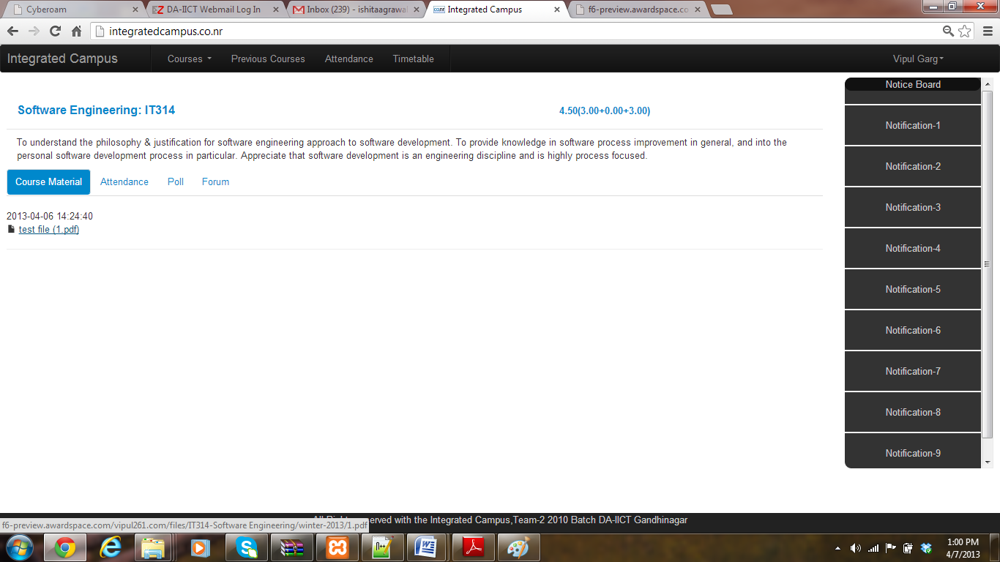 Cyberoam
DA-IICT Webmail Log In
Inbox (239) - ishitaagrawal
Integrated Campus
f6-preview.awardspace.co
integratedcampus.co.nr
Integrated Campus
Courses
Previous Courses
Attendance
Timetable
Vipul Garg
Software Engineering: IT314
4.50(3.00+0.00+3.00)
To understand the philosophy & justification for software engineering approach to software development. To provide knowledge in software process improvement in general, and into the
personal software development process in particular. Appreciate that software development is an engineering discipline and is highly process focused.
Course Material
Attendance
Poll
Forum
2013-04-06 14:24:40
test file (1.pdf)
Notice Board
Notification-1
Notification-2
Notification-3
Notification-4
Notification-5
Notification-6
Notification-7
Notification-8
Notification-9
served with the Integrated Campus,Team-2 2010 Batch DA-IICT Gandhinagar
f6-preview.awardspace.com/vipul261.com/files/IT314-Software Engineering/winter-2013/1.pdf
1:00 PM
4/7/2013